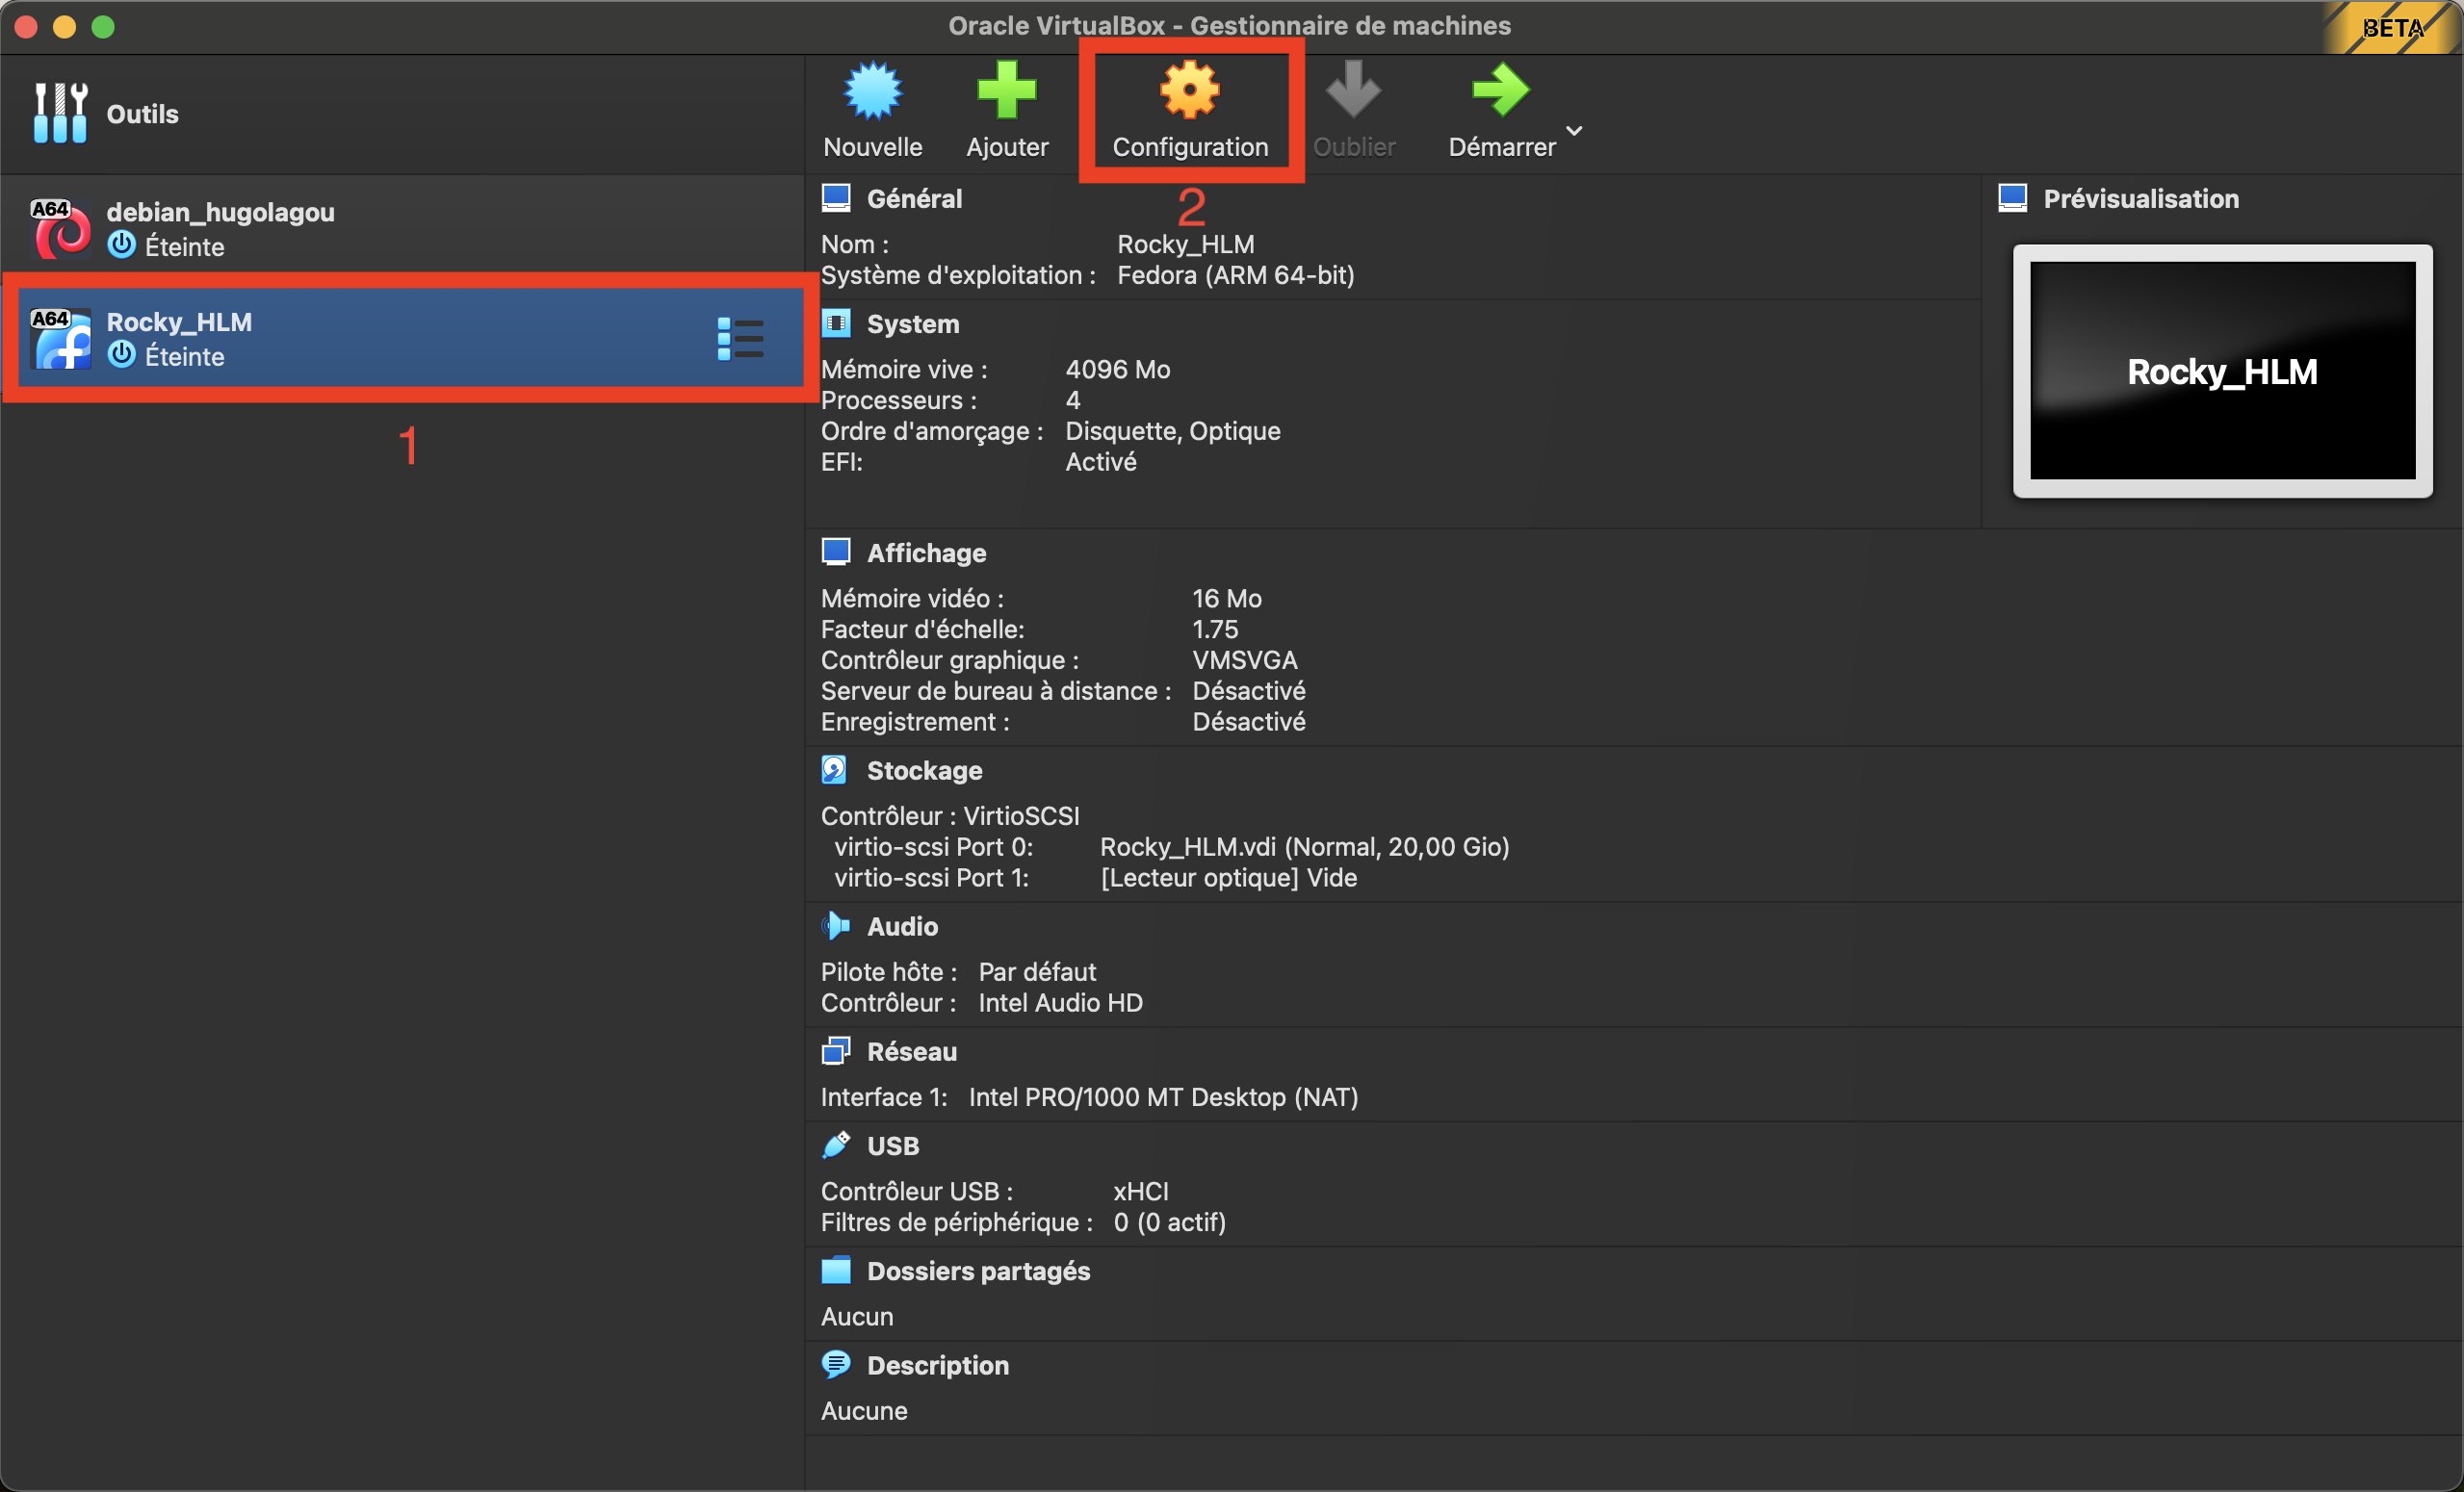 Oracle VirtualBox - Gestionnaire de machines
BETA
Outils
Nouvelle
Ajouter
Configuration
Oublier
Démarrer
A64
debian_hugolagou
Éteinte
A64
Rocky_HLM
Éteinte
1
2
Général
Nom : Rocky_HLM
Système d'exploitation : Fedora (ARM 64-bit)
System
Mémoire vive : 4096 Mo
Processeurs : 4
Ordre d'amorçage : Disquette, Optique
EFI: Activé
Prévisualisation
Rocky_HLM
Affichage
Mémoire vidéo : 16 Mo
Facteur d'échelle: 1.75
Contrôleur graphique : VMSVGA
Serveur de bureau à distance : Désactivé
Enregistrement : Désactivé
Stockage
Contrôleur : VirtioSCSI
virtio-scsi Port 0: Rocky_HLM.vdi (Normal, 20,00 Gio)
virtio-scsi Port 1: [Lecteur optique] Vide
Audio
Pilote hôte : Par défaut
Contrôleur : Intel Audio HD
Réseau
Interface 1: Intel PRO/1000 MT Desktop (NAT)
USB
Contrôleur USB : xHCI
Filtres de périphérique : 0 (0 actif)
Dossiers partagés
Aucun
Description
Aucune